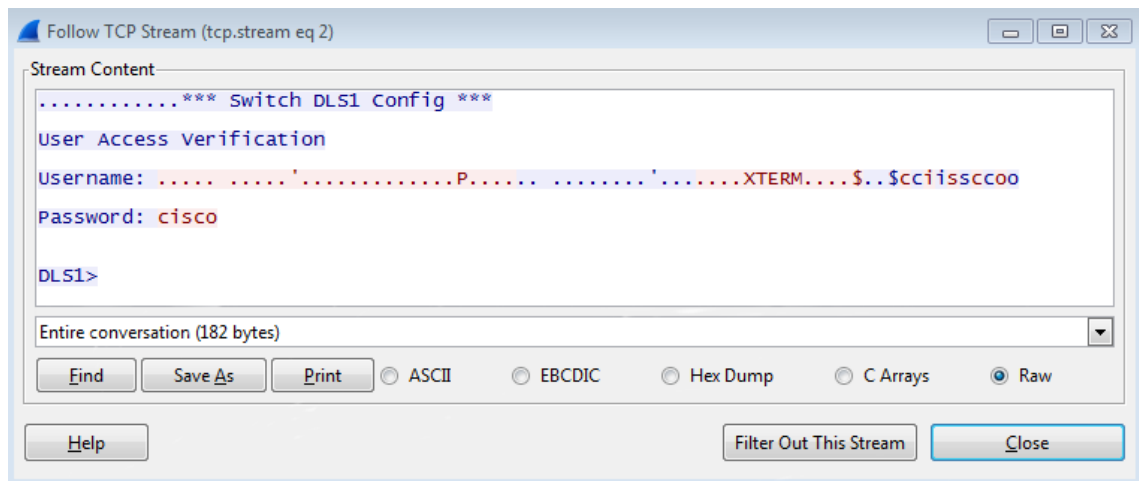 Follow TCP Stream (tcp.stream eq 2)
Stream Content
............*** Switch DLS1 Config ***
User Access Verification
Username: ..... .....'.............P...... ........'.......XTERM....$..$cciissccoo
Password: cisco
DLS1>
Entire conversation (182 bytes)
Find Save As Print ASCII EBCDIC Hex Dump C Arrays Raw
Help Filter Out This Stream Close